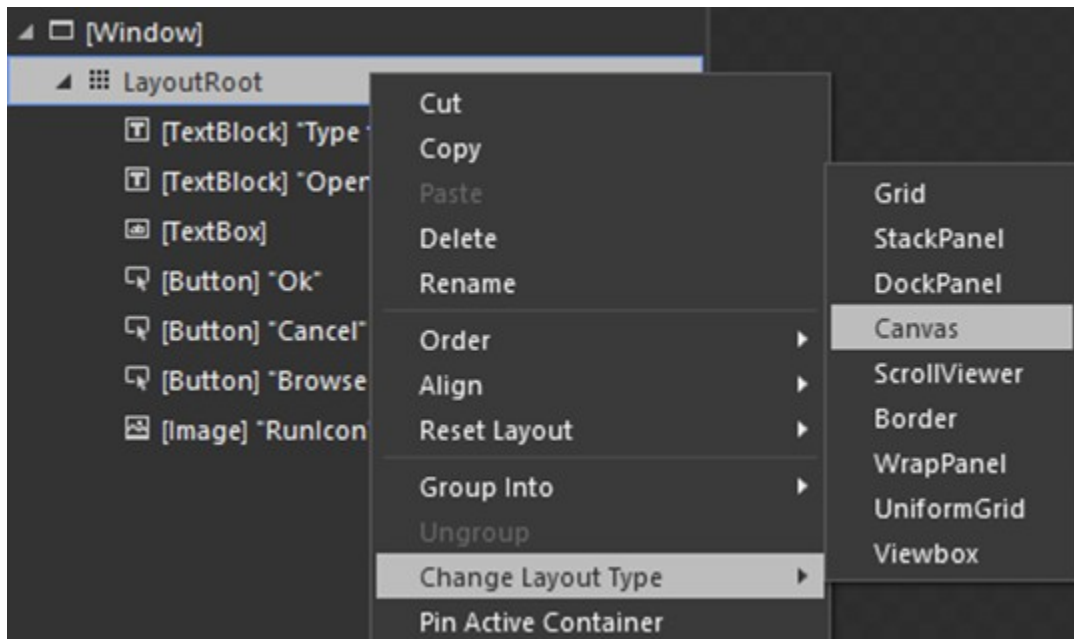 [Window]
LayoutRoot
[TextBlock] "Type
[TextBlock] "Open
[TextBox]
[Button] "Ok"
[Button] "Cancel"
[Button] "Browse
[Image] "RunIcon"
Cut
Copy
Paste
Delete
Rename
Order
Align
Reset Layout
Group Into
Ungroup
Change Layout Type
Pin Active Container
Grid
StackPanel
DockPanel
Canvas
ScrollViewer
Border
WrapPanel
UniformGrid
Viewbox